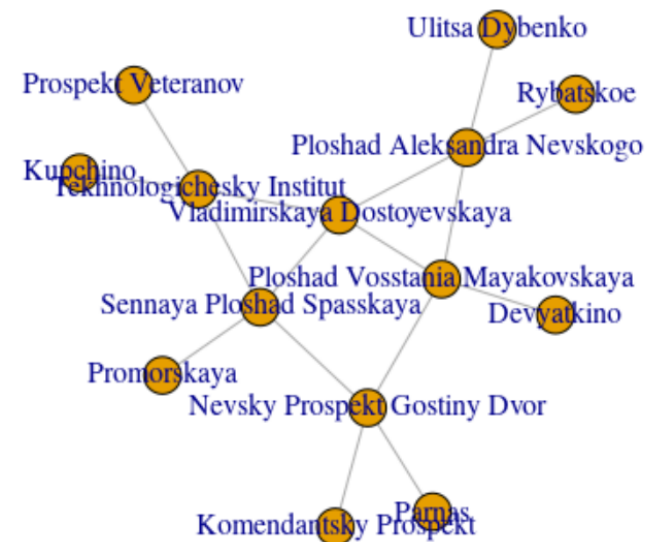 Ulitsa Dybenko
Prospekt Veteranov
Rybatskoe
Ploshad Aleksandra Nevskogo
Kupchino
Tekhnologichesky Institut
Vladimirskaya Dostoyevskaya
Ploshad Vosstania Mayakovskaya
Sennaya Ploshad Spasskaya
Devyatkino
Promorskaya
Nevsky Prospekt Gostiny Dvor
Parnas
Komendantsky Prospekt